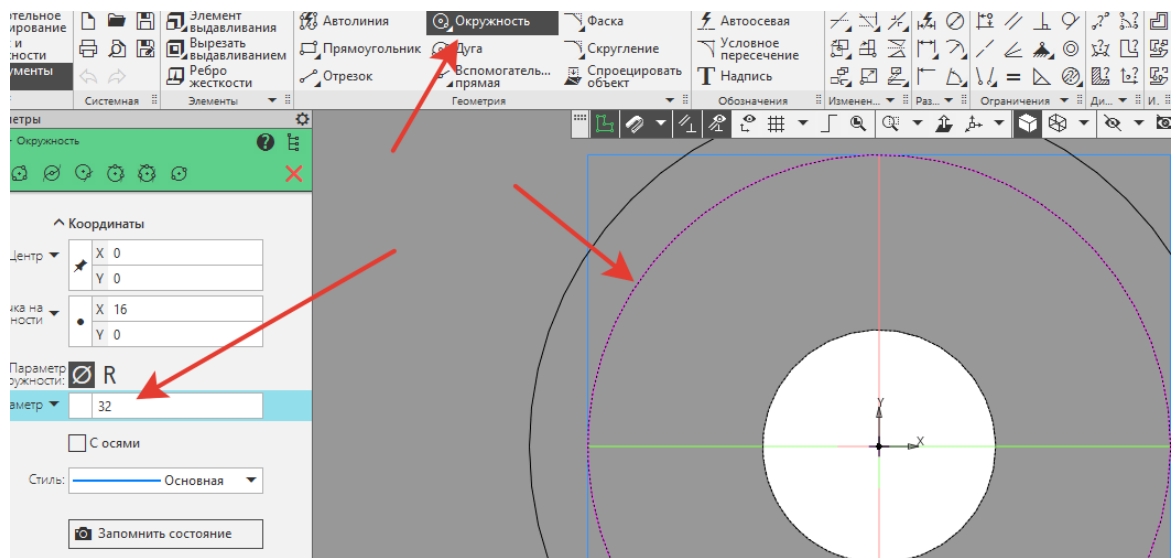 Элемент выдавливания
Вырезать выдавливанием
Ребро жесткости
Системная
Элементы
Автолиния
Прямоугольник
Отрезок
Окружность
Дуга
Вспомогатель... прямая
Фаска
Скругление
Спроецировать объект
Геометрия
Автоосевая
Условное пересечение
Надпись
Обозначения
Изменен...
Раз...
Ограничения
Ди...
И.
Окружность
Координаты
X 0
Y 0
X 16
Y 0
Параметр
R
32
С осями
Стиль:
Основная
Запомнить состояние
Y
X